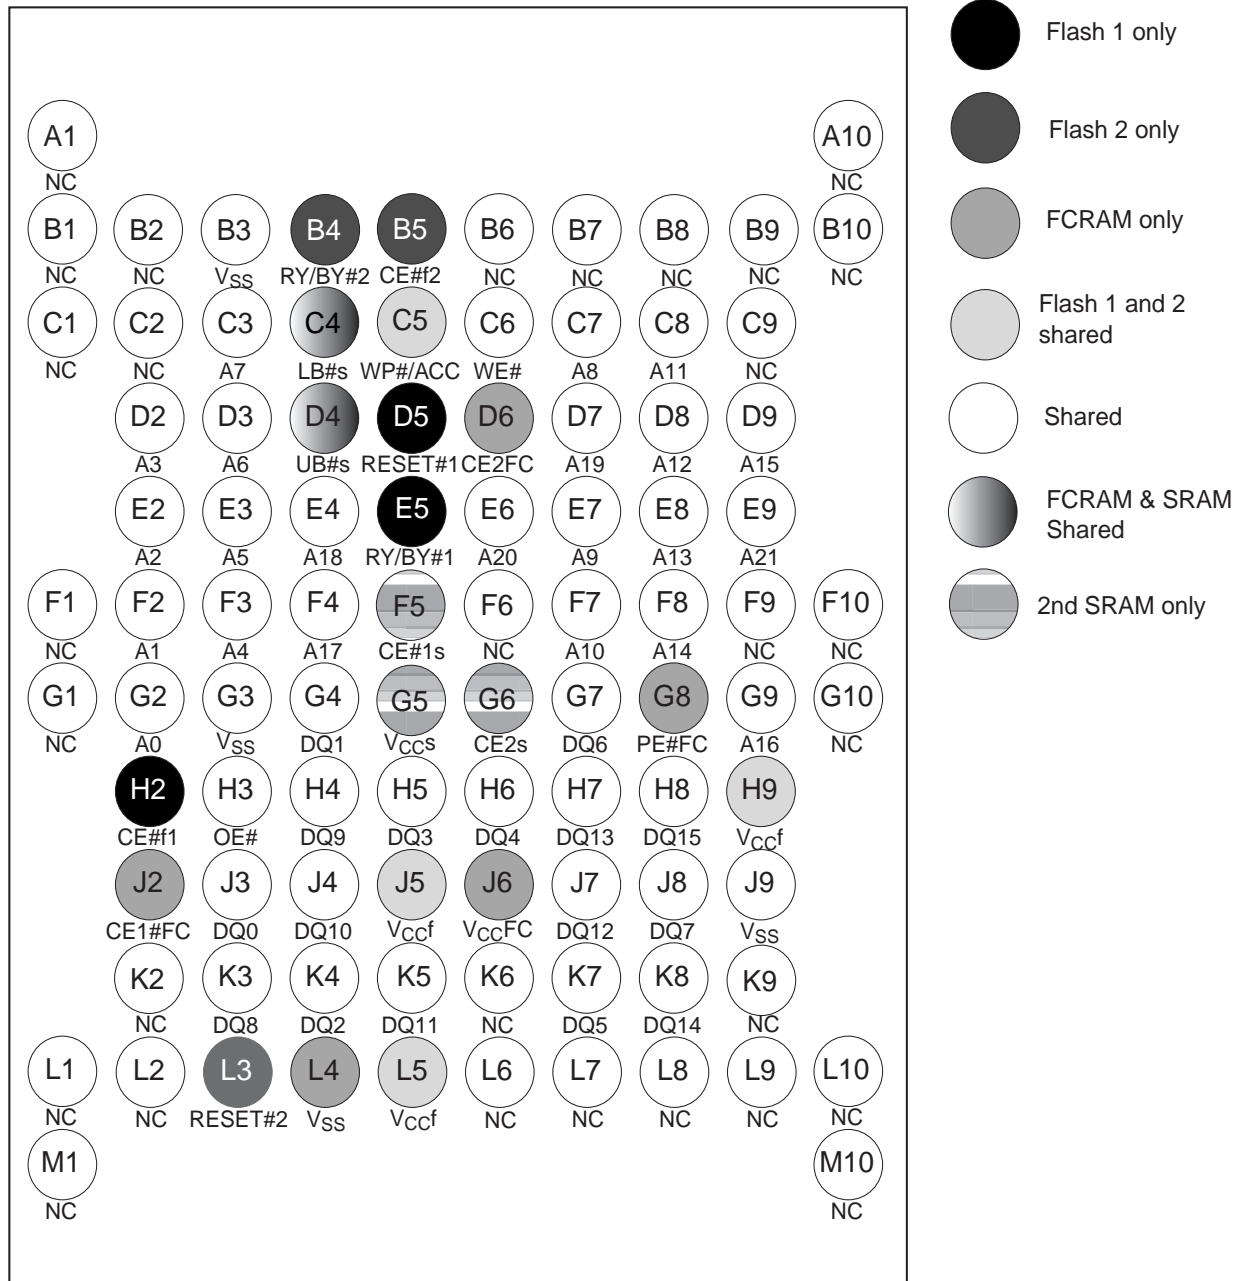 Flash 1 only
Flash 2 only
FCRAM only
Flash 1 and 2
shared
Shared
FCRAM & SRAM
Shared
2nd SRAM only
A1 A10
NC NC
B1 B2 B3 B4 B5 B6 B7 B8 B9 B10
NC NC VSS RY/BY#2 CE#f2 NC NC NC NC NC
C1 C2 C3 C4 C5 C6 C7 C8 C9
NC NC A7 LB#s WP#/ACC WE# A8 A11 NC
D2 D3 D4 D5 D6 D7 D8 D9
A3 A6 UB#s RESET#1 CE2FC A19 A12 A15
E2 E3 E4 E5 E6 E7 E8 E9
A2 A5 A18 RY/BY#1 A20 A9 A13 A21
F1 F2 F3 F4 F5 F6 F7 F8 F9 F10
NC A1 A4 A17 CE#1s NC A10 A14 NC NC
G1 G2 G3 G4 G5 G6 G7 G8 G9 G10
NC A0 VSS DQ1 VCCs CE2s DQ6 PE#FC A16 NC
H2 H3 H4 H5 H6 H7 H8 H9
CE#f1 OE# DQ9 DQ3 DQ4 DQ13 DQ15 VCCf
J2 J3 J4 J5 J6 J7 J8 J9
CE1#FC DQ0 DQ10 VCCf VCCFC DQ12 DQ7 VSS
K2 K3 K4 K5 K6 K7 K8 K9
NC DQ8 DQ2 DQ11 NC DQ5 DQ14 NC
L1 L2 L3 L4 L5 L6 L7 L8 L9 L10
NC NC RESET#2 VSS VCCf NC NC NC NC NC
M1 M10
NC NC